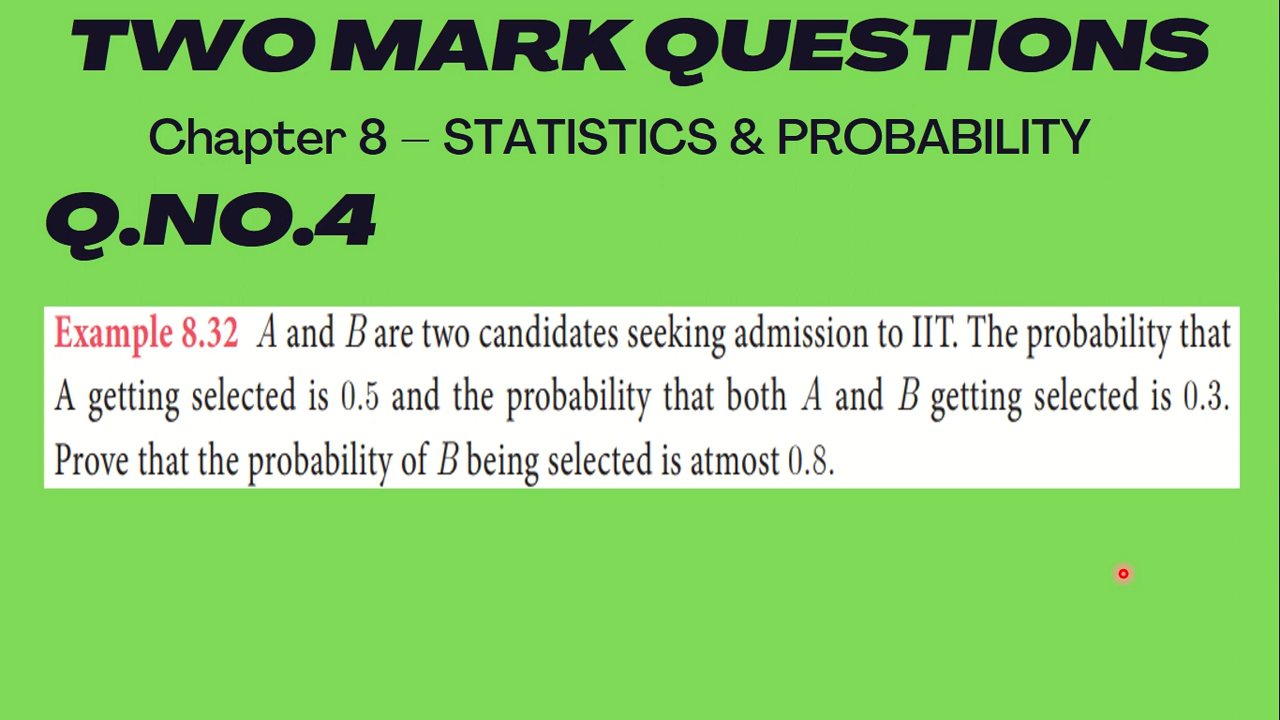 TWO MARK QUESTIONS
Chapter 8 – STATISTICS & PROBABILITY
Q.NO.4
Example 8.32 A and B are two candidates seeking admission to IIT. The probability that
A getting selected is 0.5 and the probability that both A and B getting selected is 0.3.
Prove that the probability of B being selected is atmost 0.8.